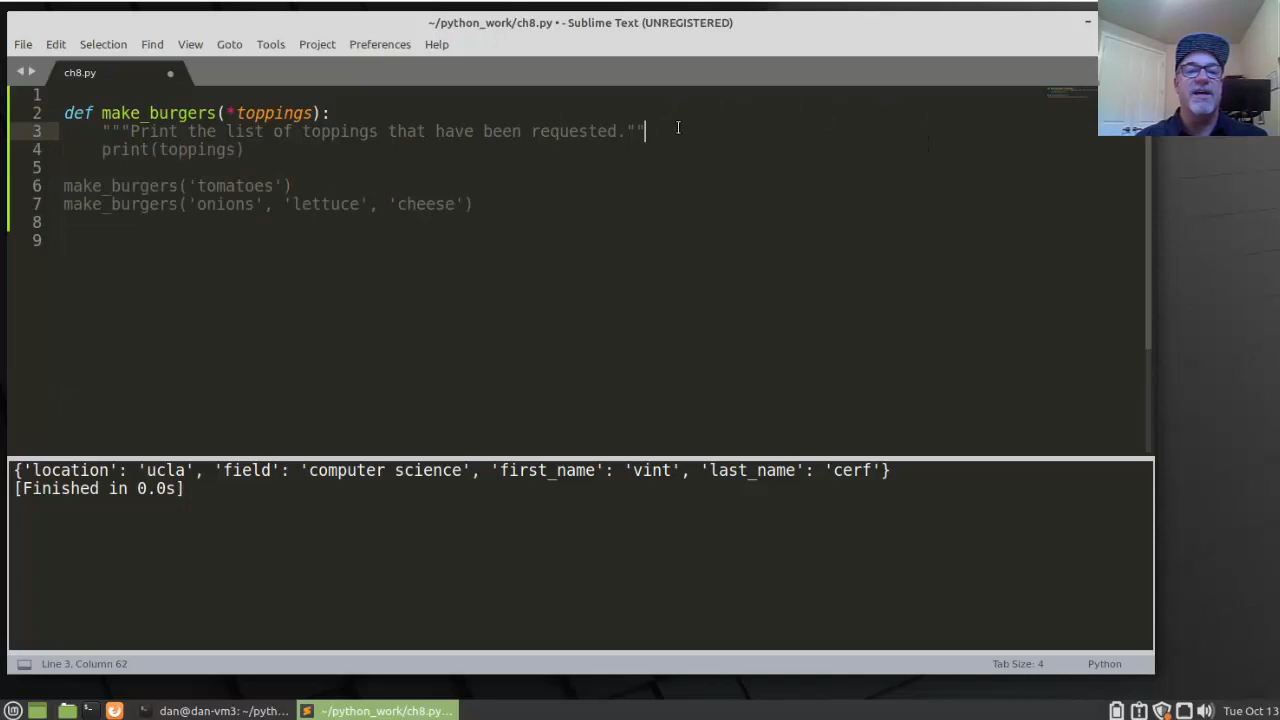 ~/python_work/ch8.py • - Sublime Text (UNREGISTERED)
File Edit Selection Find View Goto Tools Project Preferences Help
ch8.py
1
2 def make_burgers(*toppings):
3 """Print the list of toppings that have been requested.""
4 print(toppings)
5
6 make_burgers('tomatoes')
7 make_burgers('onions', 'lettuce', 'cheese')
8
9
{'location': 'ucla', 'field': 'computer science', 'first_name': 'vint', 'last_name': 'cerf'}
[Finished in 0.0s]
Line 3, Column 62 Tab Size: 4 Python
dan@dan-vm3: ~/pyth... ~/python_work/ch8.py... Tue Oct 13